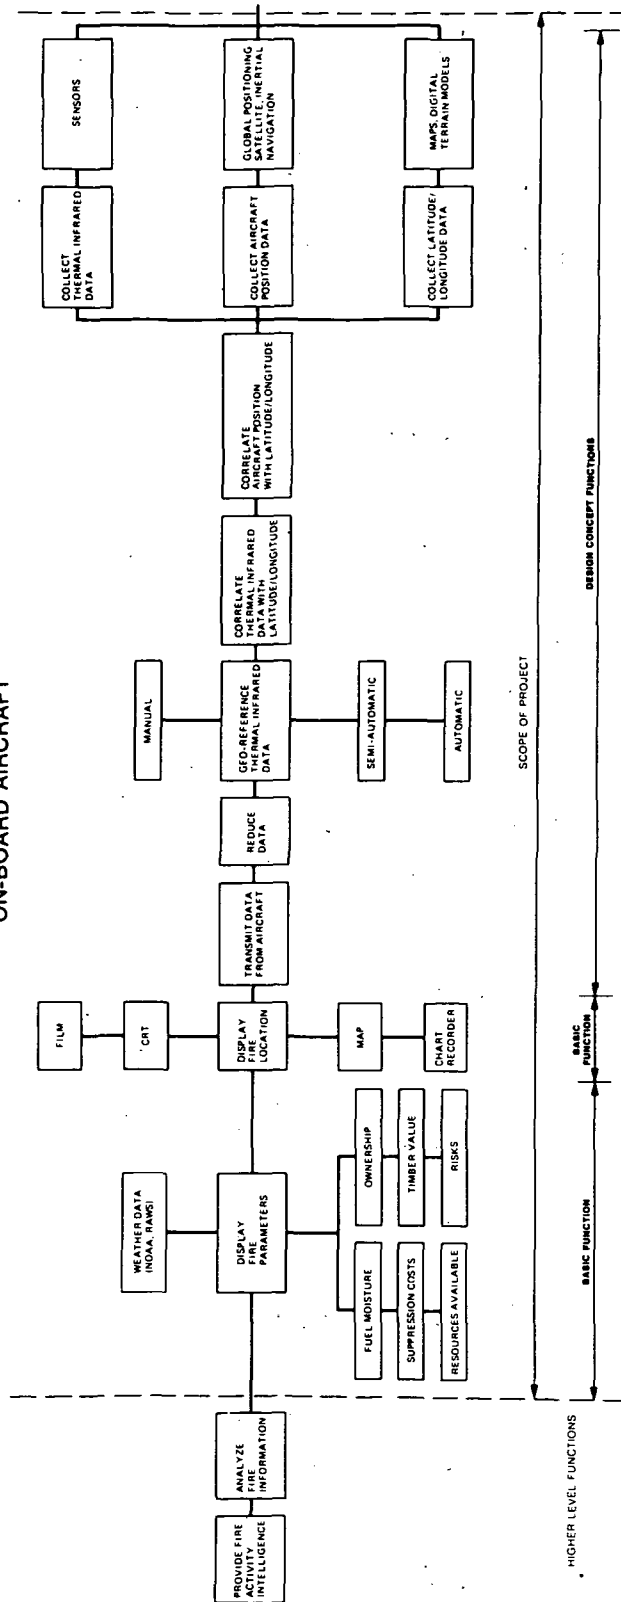 ON-BOARD AIRCRAFT
PROVIDE FIRE
ACTIVITY
INTELLIGENCE
ANALYZE
FIRE
INFORMATION
WEATHER DATA
(NOAA, RAWS)
DISPLAY
FIRE
PARAMETERS
FUEL MOISTURE
SUPPRESSION COSTS
RESOURCES AVAILABLE
OWNERSHIP
TIMBER VALUE
RISKS
FILM
CRT
DISPLAY
FIRE
LOCATION
MAP
CHART
RECORDER
TRANSMIT DATA
FROM AIRCRAFT
REDUCE
DATA
MANUAL
GEO-REFERENCE
THERMAL INFRARED
DATA
SEMI-AUTOMATIC
AUTOMATIC
CORRELATE
THERMAL INFRARED
DATA WITH
LATITUDE/LONGITUDE
CORRELATE
AIRCRAFT POSITION
WITH LATITUDE/LONGITUDE
COLLECT
THERMAL INFRARED
DATA
SENSORS
COLLECT AIRCRAFT
POSITION DATA
GLOBAL POSITIONING
SATELLITE, INERTIAL
NAVIGATION
COLLECT LATITUDE/
LONGITUDE DATA
MAPS, DIGITAL
TERRAIN MODELS
SCOPE OF PROJECT
HIGHER LEVEL FUNCTIONS
BASIC FUNCTION
BASIC
FUNCTION
DESIGN CONCEPT FUNCTIONS